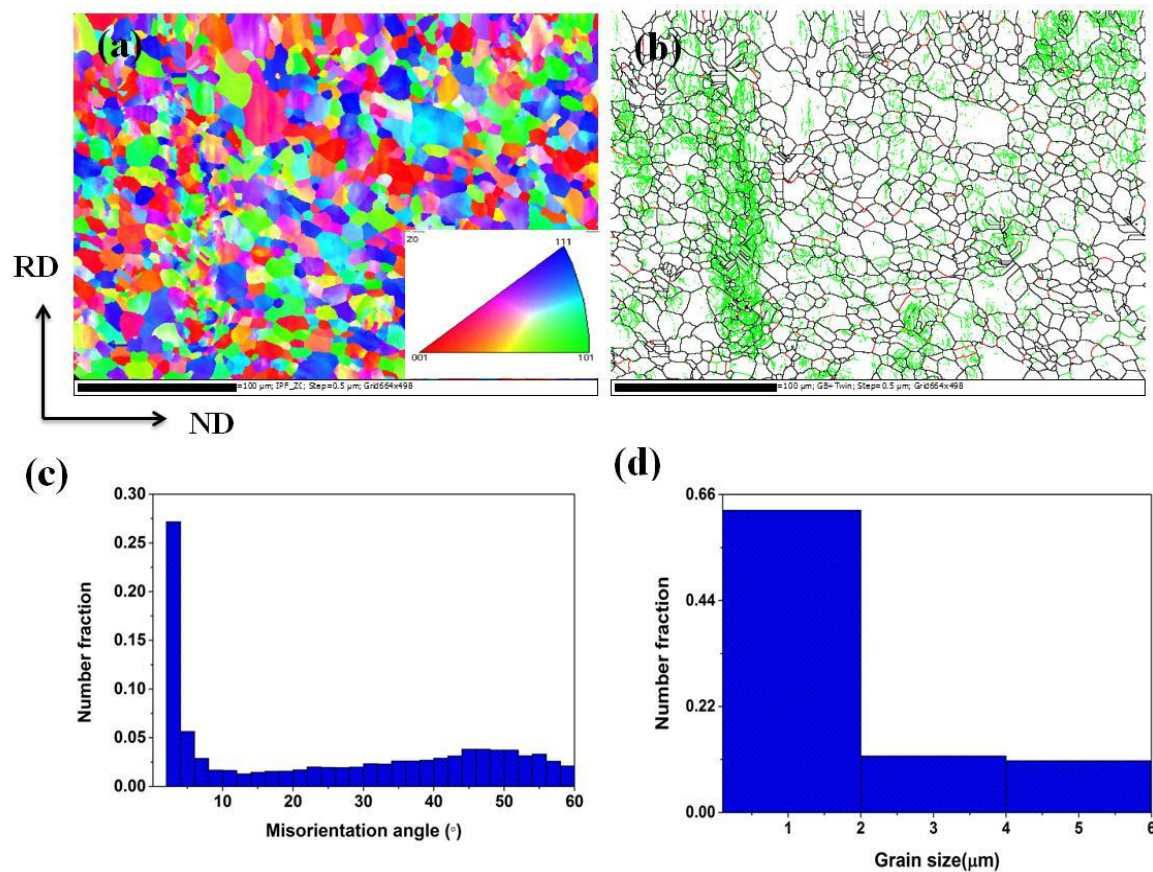 (a)
(b)
RD
ND
Z0
111
001
101
=100 µm; IPF_ZC; Step=0.5 µm; Grid664x498
=100 µm; GB+Twin; Step=0.5 µm; Grid664x498
(c)
(d)
0.30
0.25
0.20
0.15
0.10
0.05
0.00
Number fraction
10
20
30
40
50
60
Misorientation angle (°)
0.66
0.44
0.22
0.00
Number fraction
1
2
3
4
5
6
Grain size(µm)